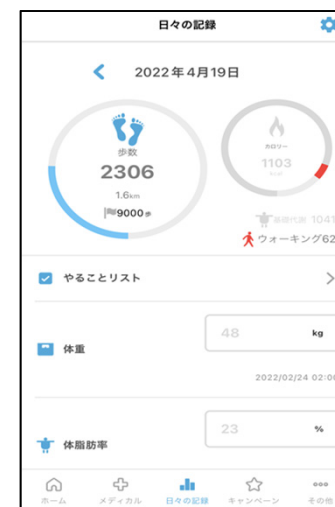 日々の記録
2022年4月19日
歩数
2306
1.6km
9000歩
カロリー
1103
kcal
基礎代謝 1041
ウォーキング62
やることリスト
体重
48
kg
2022/02/24 02:00
体脂肪率
23
%
ホーム
メディカル
日々の記録
キャンペーン
その他